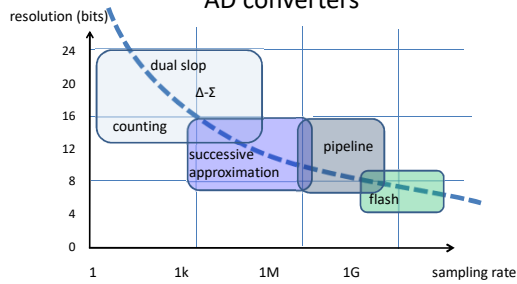 AD converters
resolution (bits)
24
20
16
12
8
4
0
dual slop
Δ-Σ
counting
successive
approximation
pipeline
flash
1 1k 1M 1G sampling rate